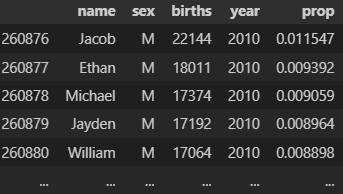 name sex births year prop
260876 Jacob M 22144 2010 0.011547
260877 Ethan M 18011 2010 0.009392
260878 Michael M 17374 2010 0.009059
260879 Jayden M 17192 2010 0.008964
260880 William M 17064 2010 0.008898
... ... ... ... ... ...